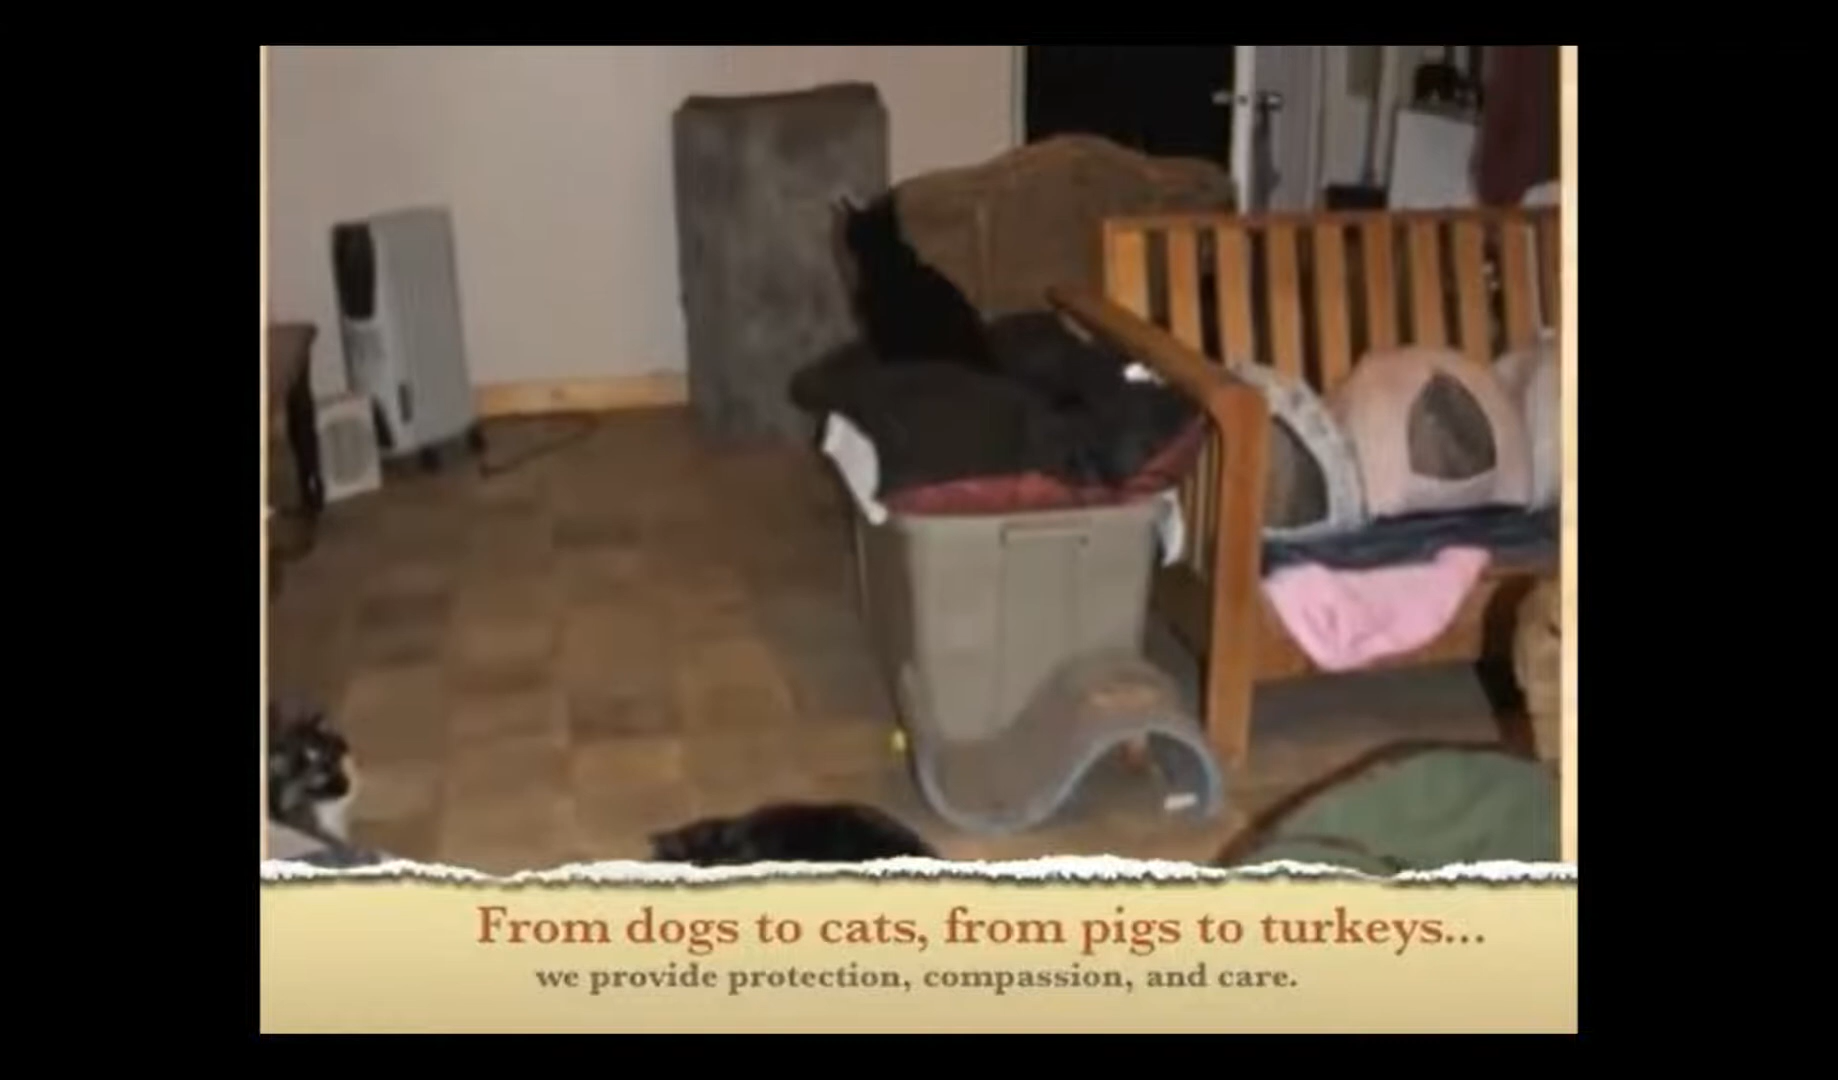 From dogs to cats, from pigs to turkeys...
we provide protection, compassion, and care.